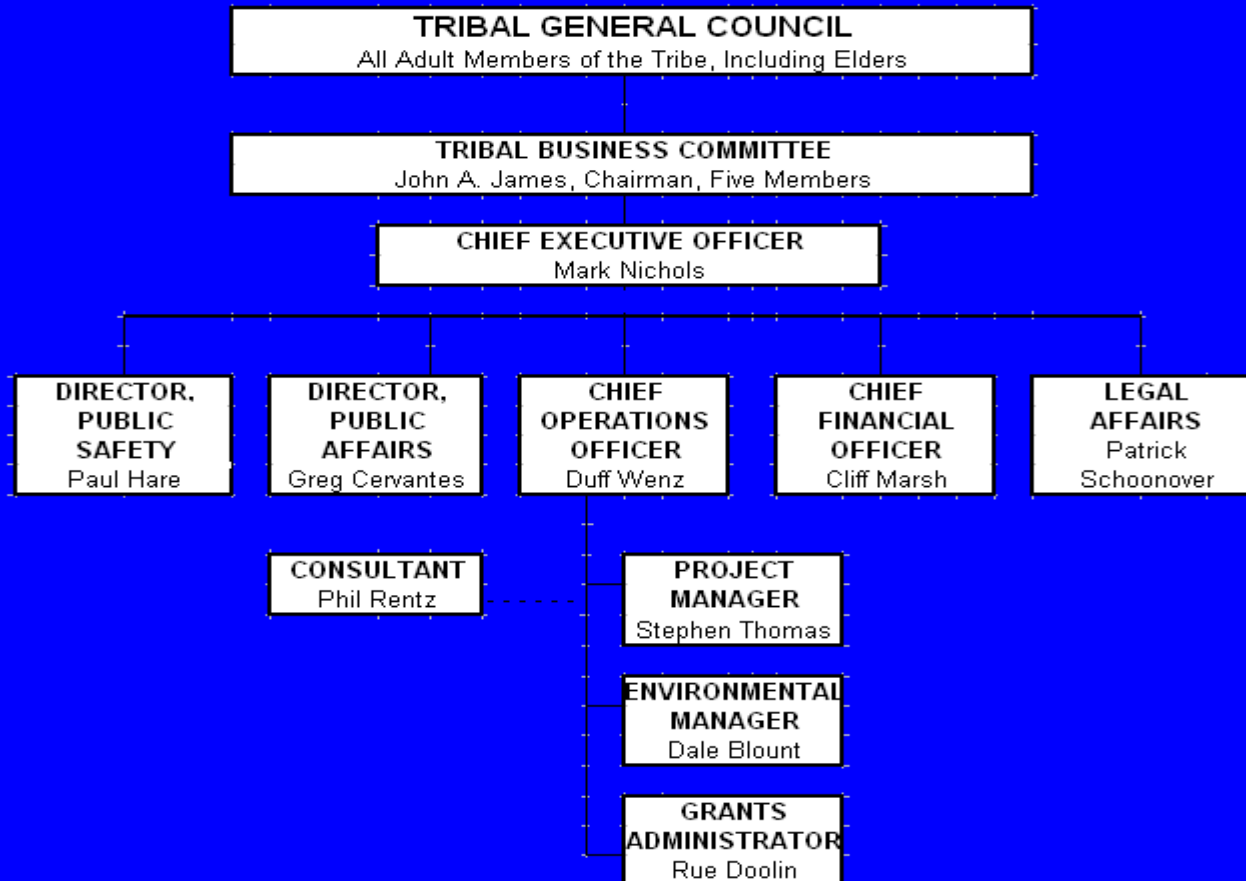 TRIBAL GENERAL COUNCIL
All Adult Members of the Tribe, Including Elders
TRIBAL BUSINESS COMMITTEE
John A. James, Chairman, Five Members
CHIEF EXECUTIVE OFFICER
Mark Nichols
DIRECTOR,
PUBLIC
SAFETY
Paul Hare
DIRECTOR,
PUBLIC
AFFAIRS
Greg Cervantes
CHIEF
OPERATIONS
OFFICER
Duff Wenz
CHIEF
FINANCIAL
OFFICER
Cliff Marsh
LEGAL
AFFAIRS
Patrick
Schoonover
CONSULTANT
Phil Rentz
PROJECT
MANAGER
Stephen Thomas
ENVIRONMENTAL
MANAGER
Dale Blount
GRANTS
ADMINISTRATOR
Rue Doolin